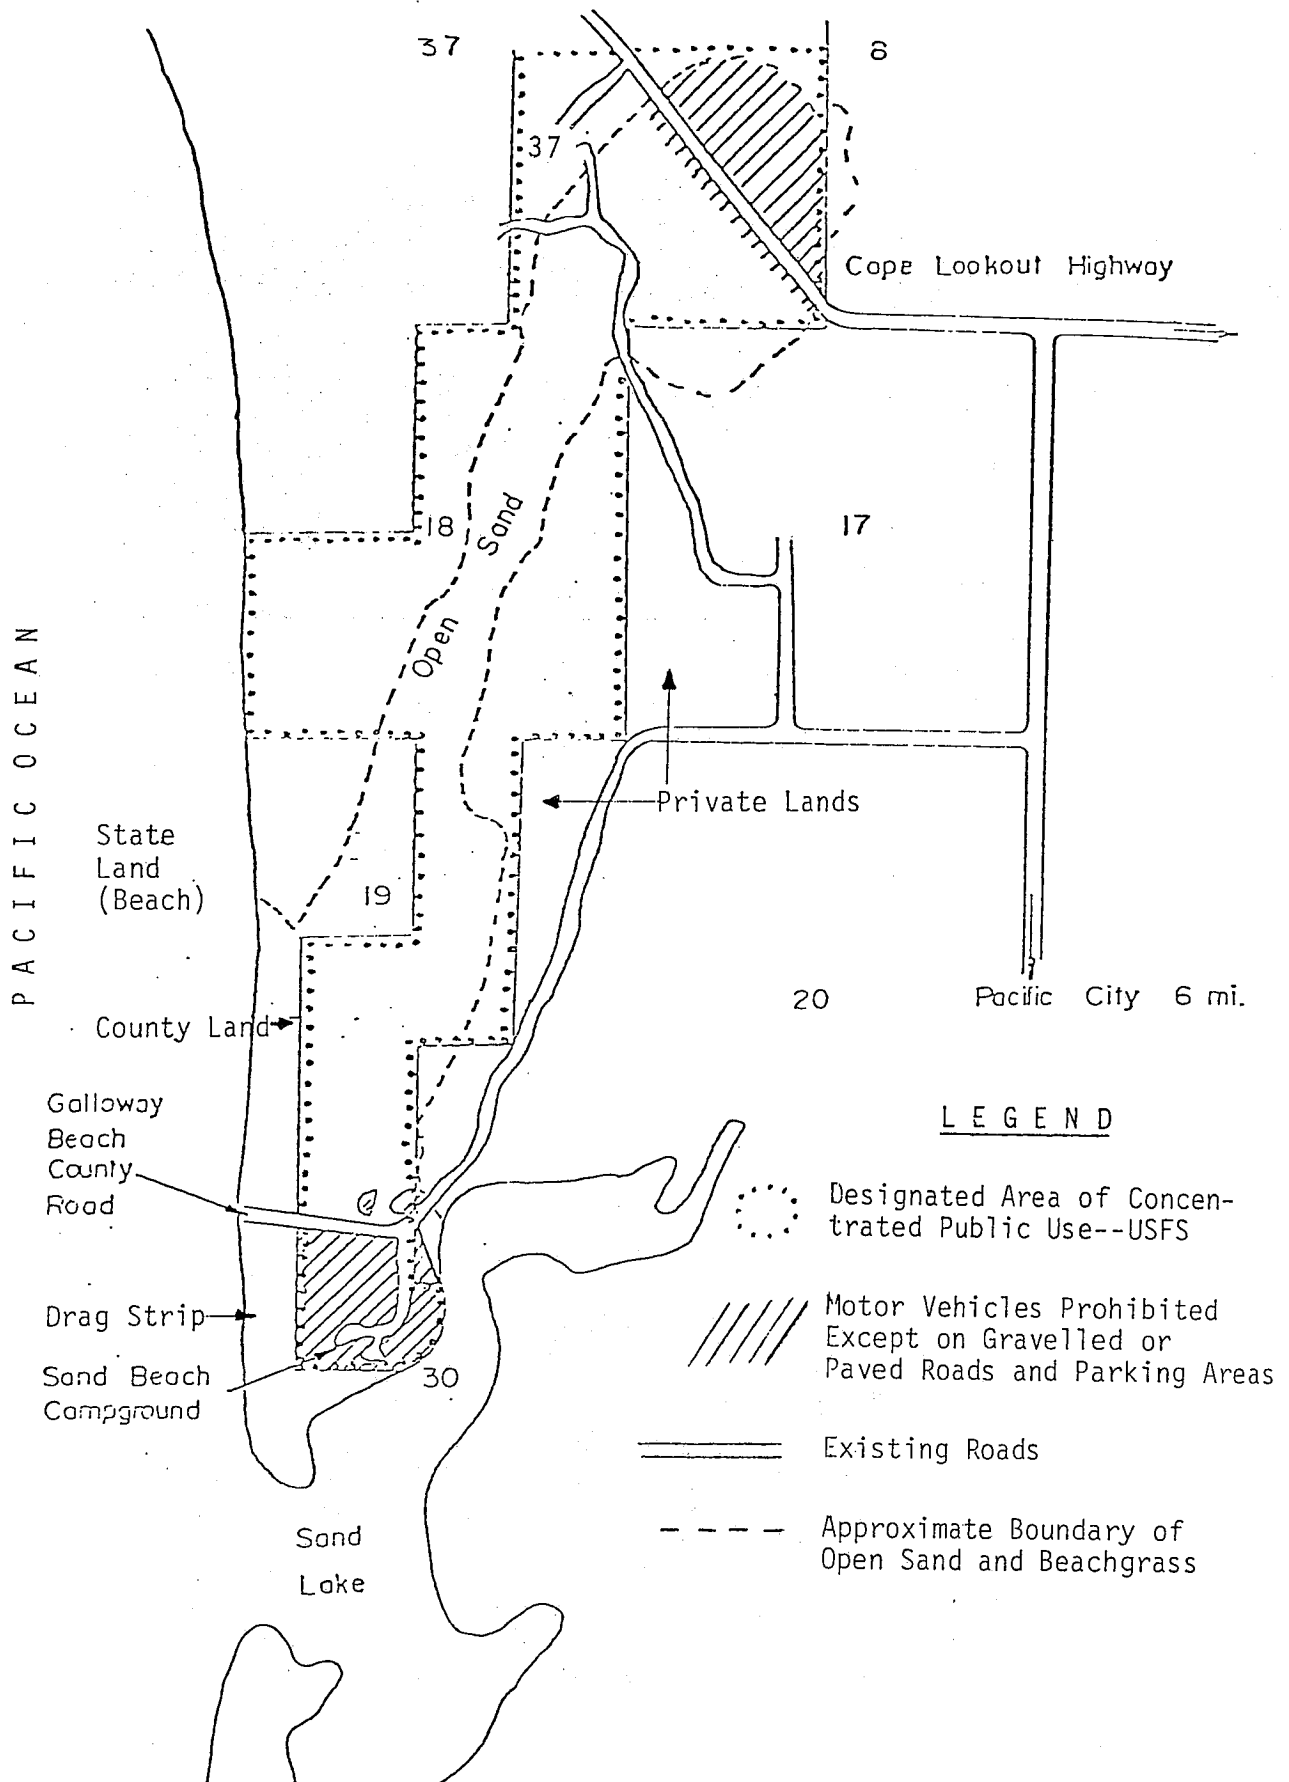 37
8
37
Cape Lookout Highway
18
Sand
Open
17
PACIFIC OCEAN
Private Lands
State
Land
(Beach)
19
20
Pacific City 6 mi.
County Land
Galloway
Beach
County
Road
LEGEND
Designated Area of Concen-
trated Public Use--USFS
Drag Strip
Motor Vehicles Prohibited
Except on Gravelled or
Paved Roads and Parking Areas
Sand Beach
Campground
30
Existing Roads
Approximate Boundary of
Open Sand and Beachgrass
Sand
Lake